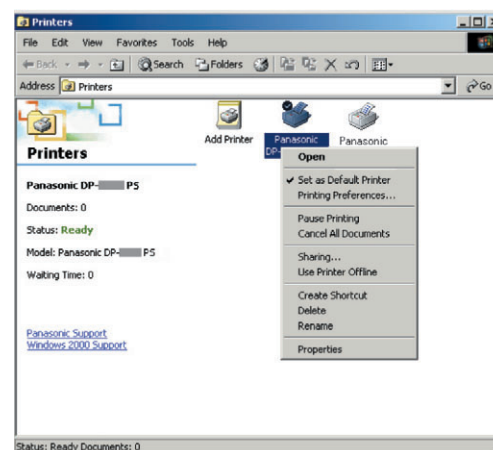 Printers
File Edit View Favorites Tools Help
Back Search Folders
Address Printers Go
Printers
Panasonic DP- PS
Documents: 0
Status: Ready
Model: Panasonic DP- PS
Waiting Time: 0
Panasonic Support
Windows 2000 Support
Add Printer
Panasonic
DP-
Panasonic
Open
Set as Default Printer
Printing Preferences...
Pause Printing
Cancel All Documents
Sharing...
Use Printer Offline
Create Shortcut
Delete
Rename
Properties
Status: Ready Documents: 0